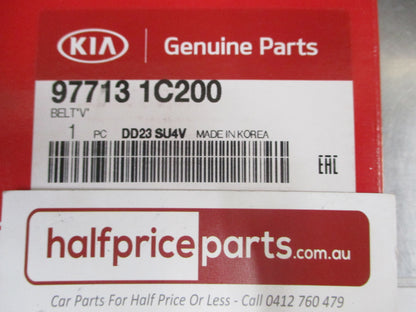 KIA Genuine Parts
97713 1C200
BELT"V"
1 PC DD23 SU4V MADE IN KOREA
EAC
halfpriceparts.com.au
Car Parts For Half Price Or Less - Call 0412 760 479